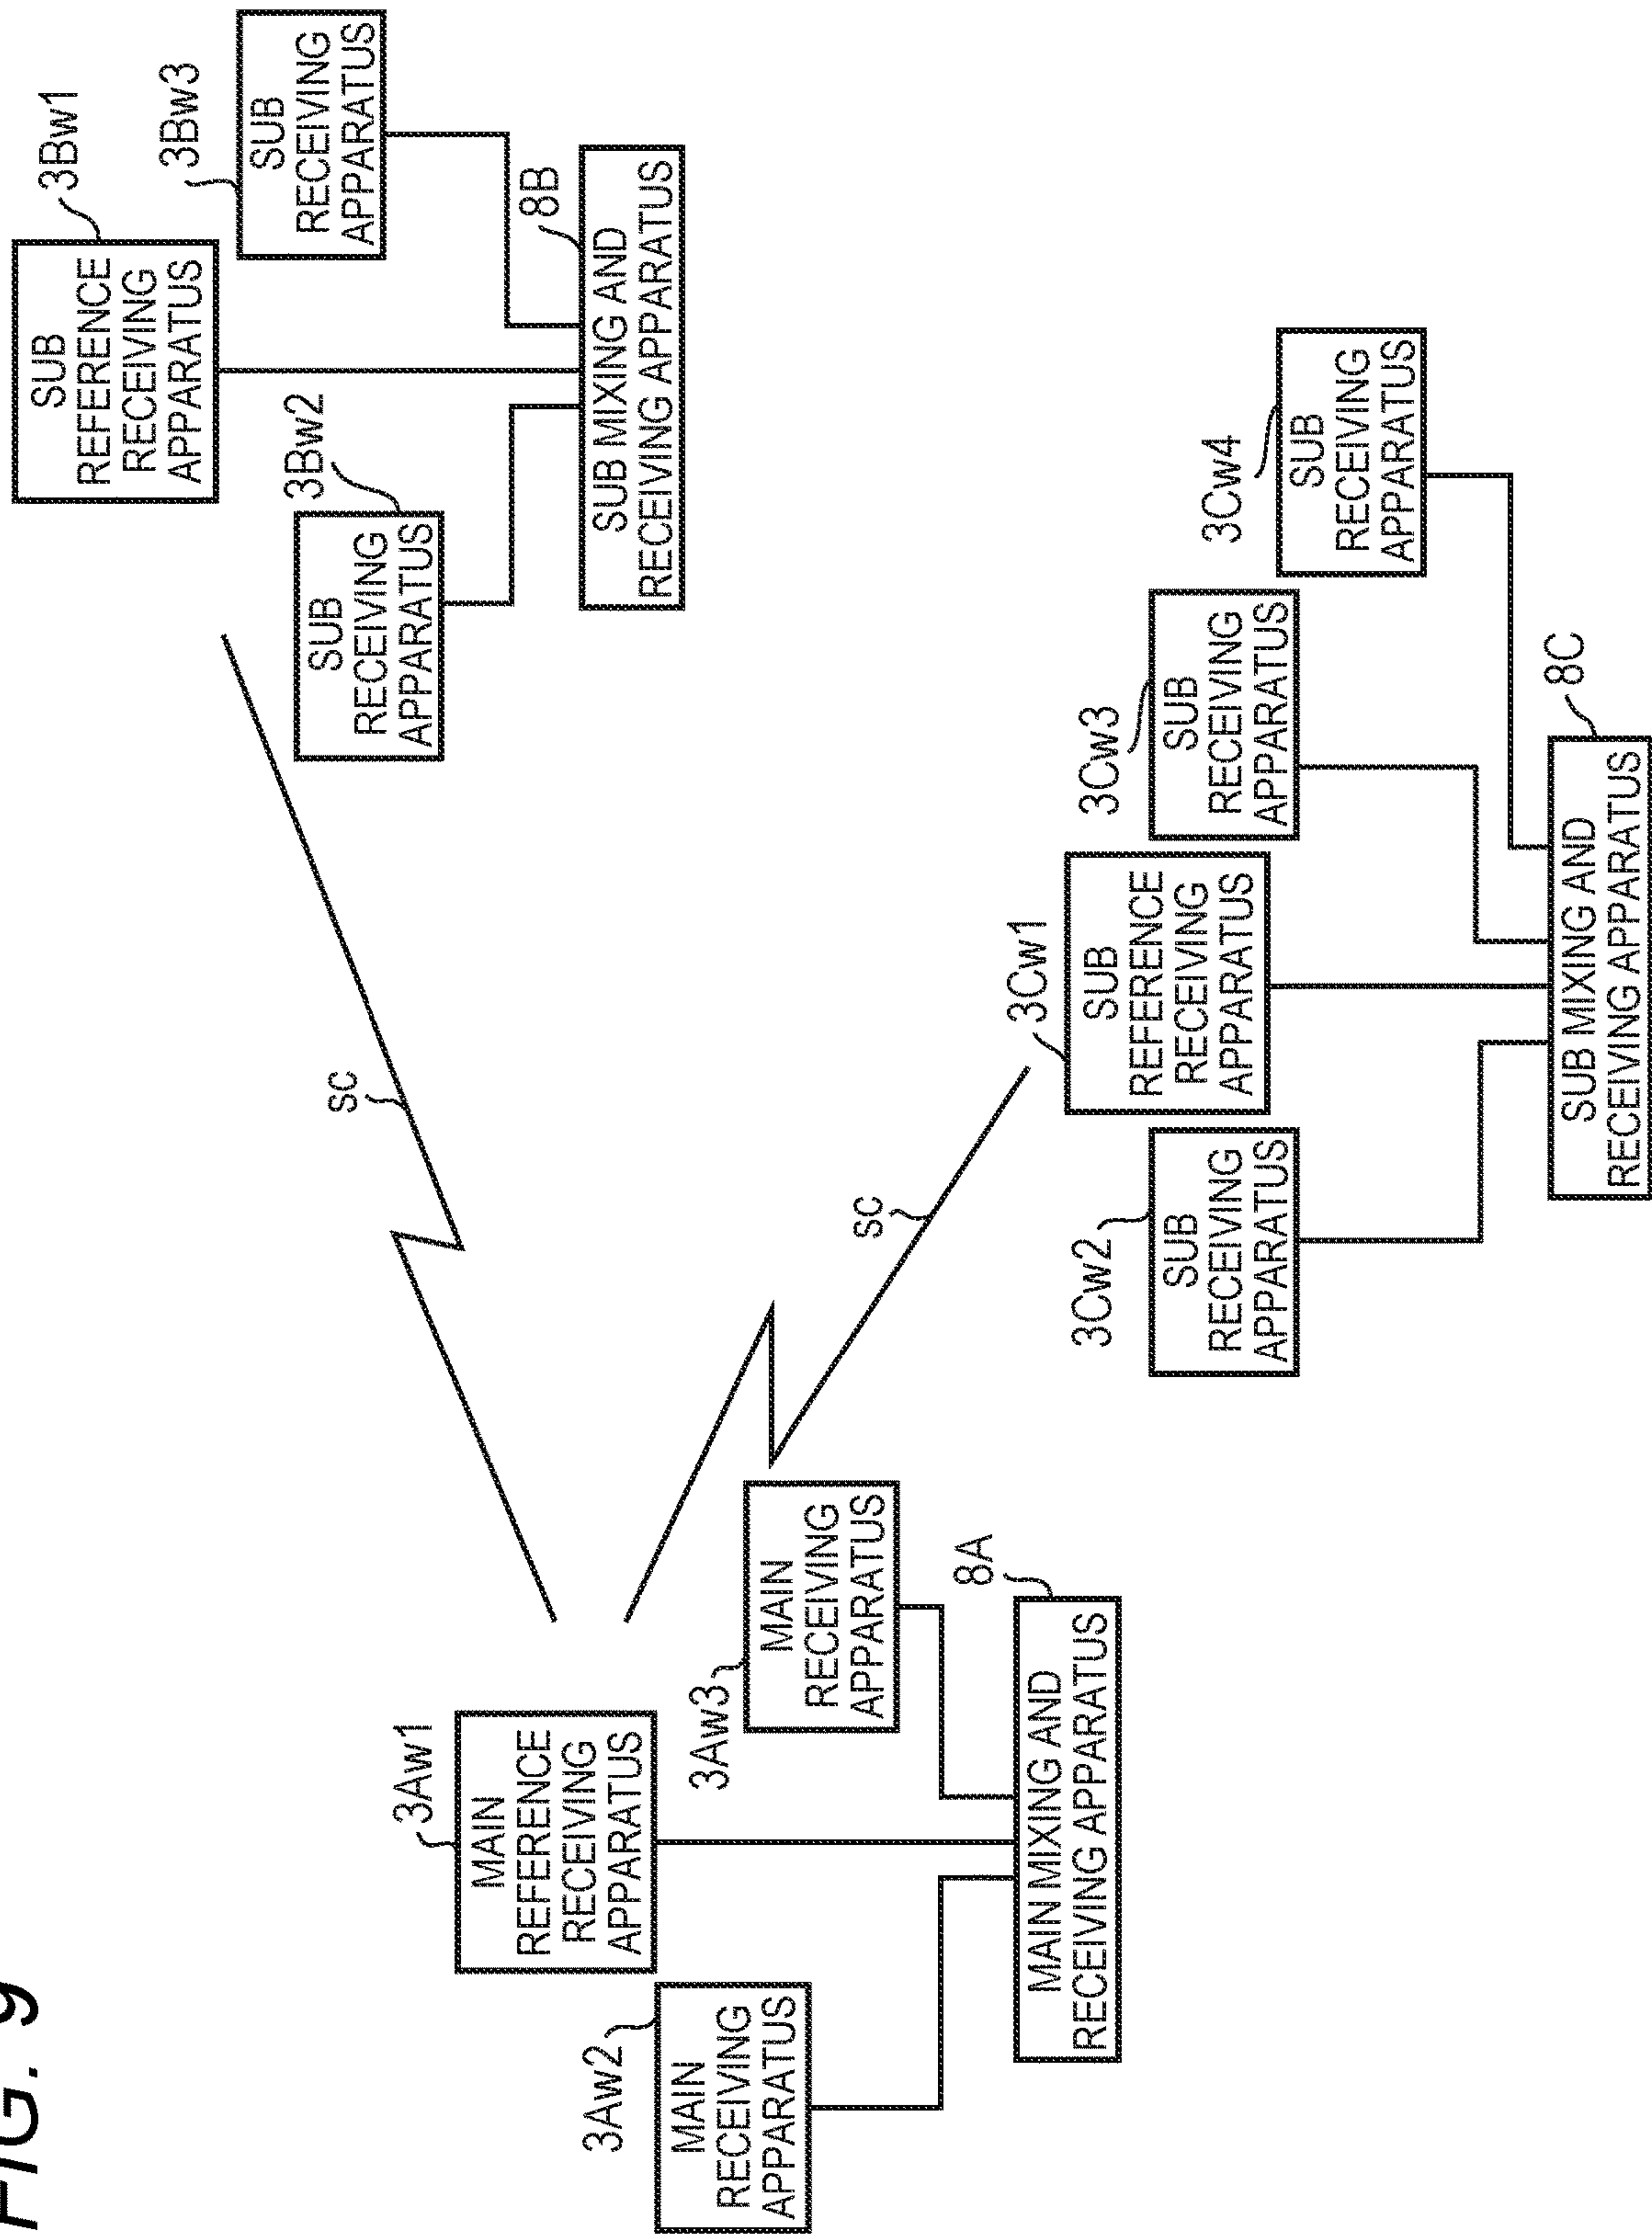 FIG. 9
3Aw1
MAIN
REFERENCE
RECEIVING
APPARATUS
3Aw2
MAIN
RECEIVING
APPARATUS
3Aw3
MAIN
RECEIVING
APPARATUS
8A
MAIN MIXING AND
RECEIVING APPARATUS
sc
sc
3Bw1
SUB
REFERENCE
RECEIVING
APPARATUS
3Bw2
SUB
RECEIVING
APPARATUS
3Bw3
SUB
RECEIVING
APPARATUS
8B
SUB MIXING AND
RECEIVING APPARATUS
3Cw1
SUB
REFERENCE
RECEIVING
APPARATUS
3Cw2
SUB
RECEIVING
APPARATUS
3Cw3
SUB
RECEIVING
APPARATUS
3Cw4
SUB
RECEIVING
APPARATUS
8C
SUB MIXING AND
RECEIVING APPARATUS